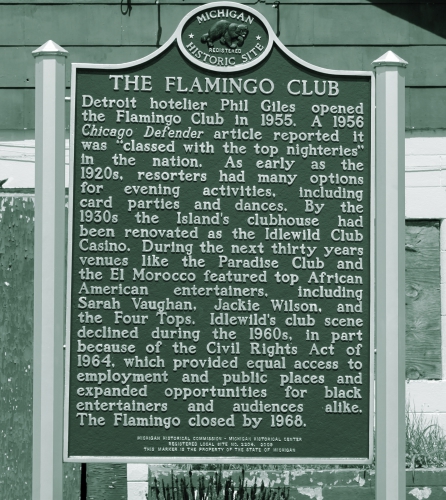 MICHIGAN
REGISTERED
HISTORIC SITE
THE FLAMINGO CLUB
Detroit hotelier Phil Giles opened
the Flamingo Club in 1955. A 1956
Chicago Defender article reported it
was "classed with the top nighteries"
in the nation. As early as the
1920s, resorters had many options
for evening activities, including
card parties and dances. By the
1930s the Island's clubhouse had
been renovated as the Idlewild Club
Casino. During the next thirty years
venues like the Paradise Club and
the El Morocco featured top African
American entertainers, including
Sarah Vaughan, Jackie Wilson, and
the Four Tops. Idlewild's club scene
declined during the 1960s, in part
because of the Civil Rights Act of
1964, which provided equal access to
employment and public places and
expanded opportunities for black
entertainers and audiences alike.
The Flamingo closed by 1968.
MICHIGAN HISTORICAL COMMISSION - MICHIGAN HISTORICAL CENTER
REGISTERED LOCAL SITE NO. 2204, 2009
THIS MARKER IS THE PROPERTY OF THE STATE OF MICHIGAN